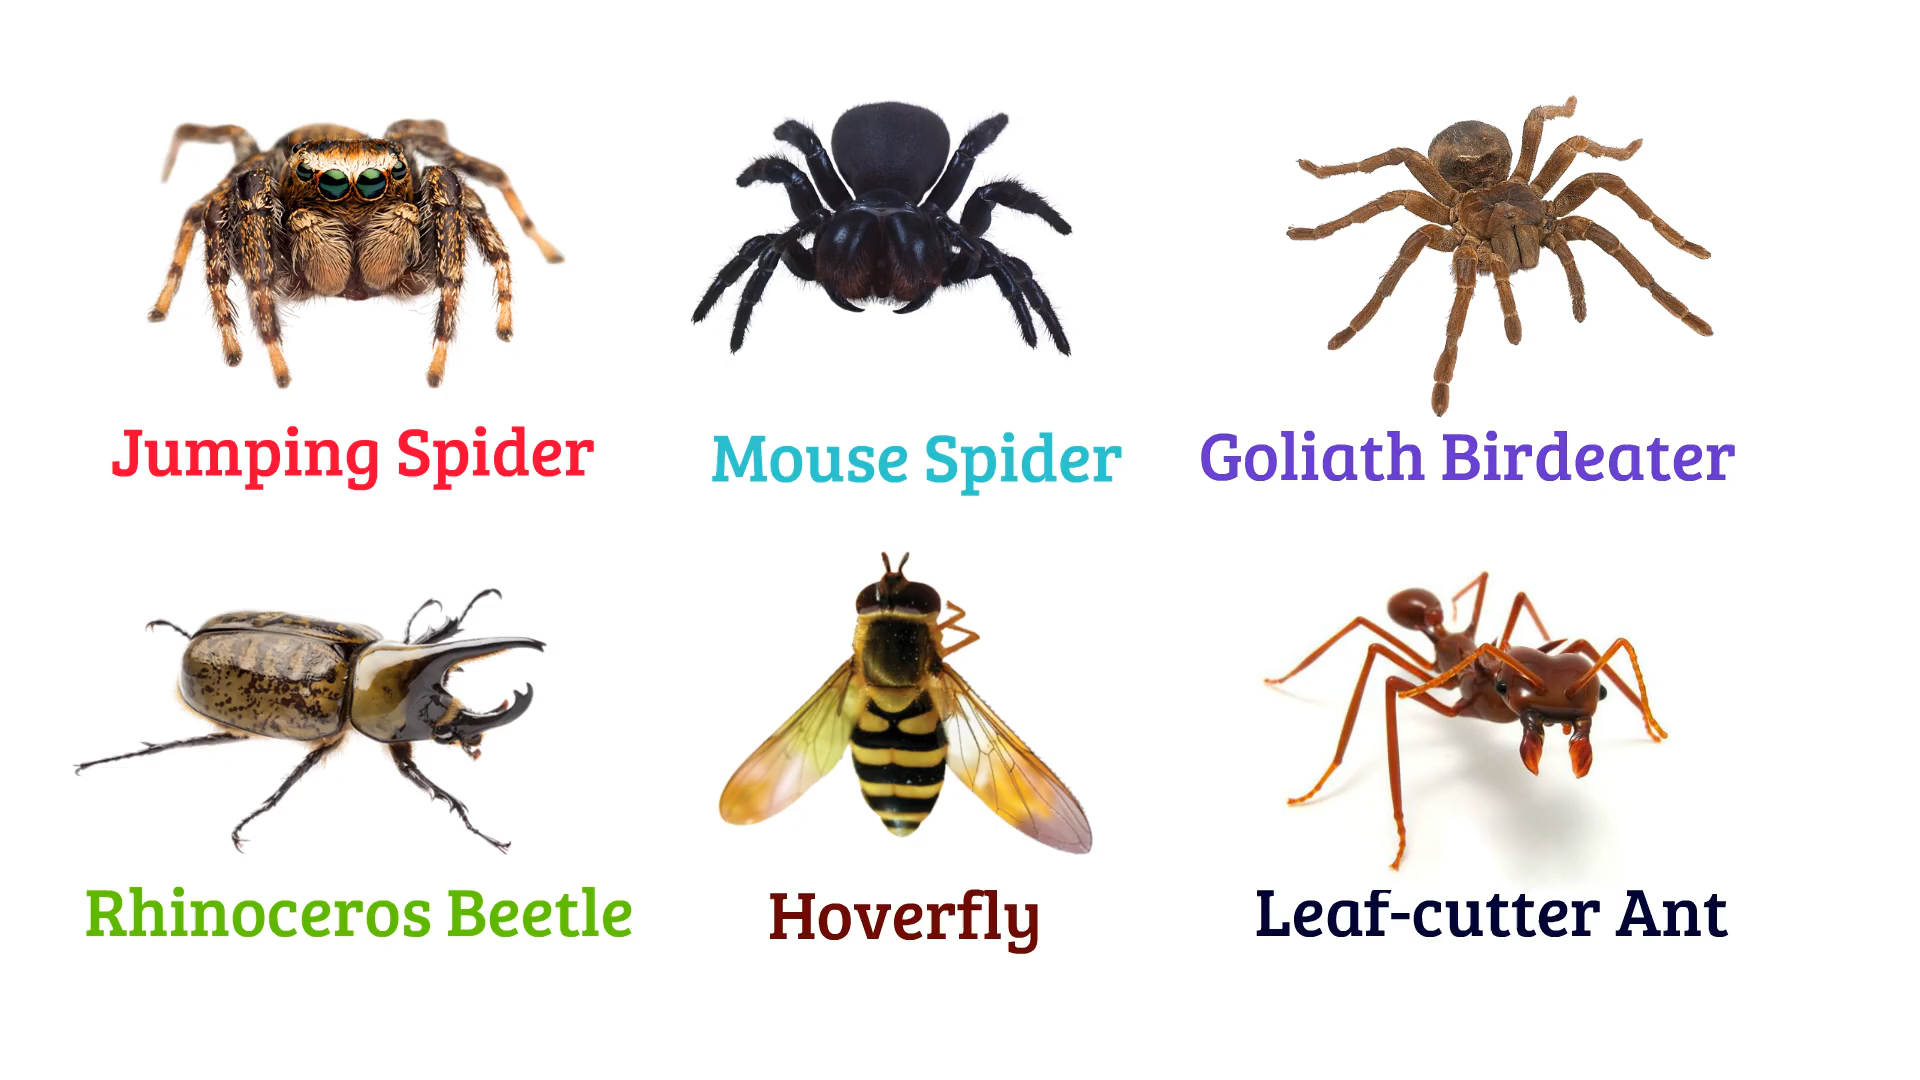 Jumping Spider
Mouse Spider
Goliath Birdeater
Rhinoceros Beetle
Hoverfly
Leaf-cutter Ant